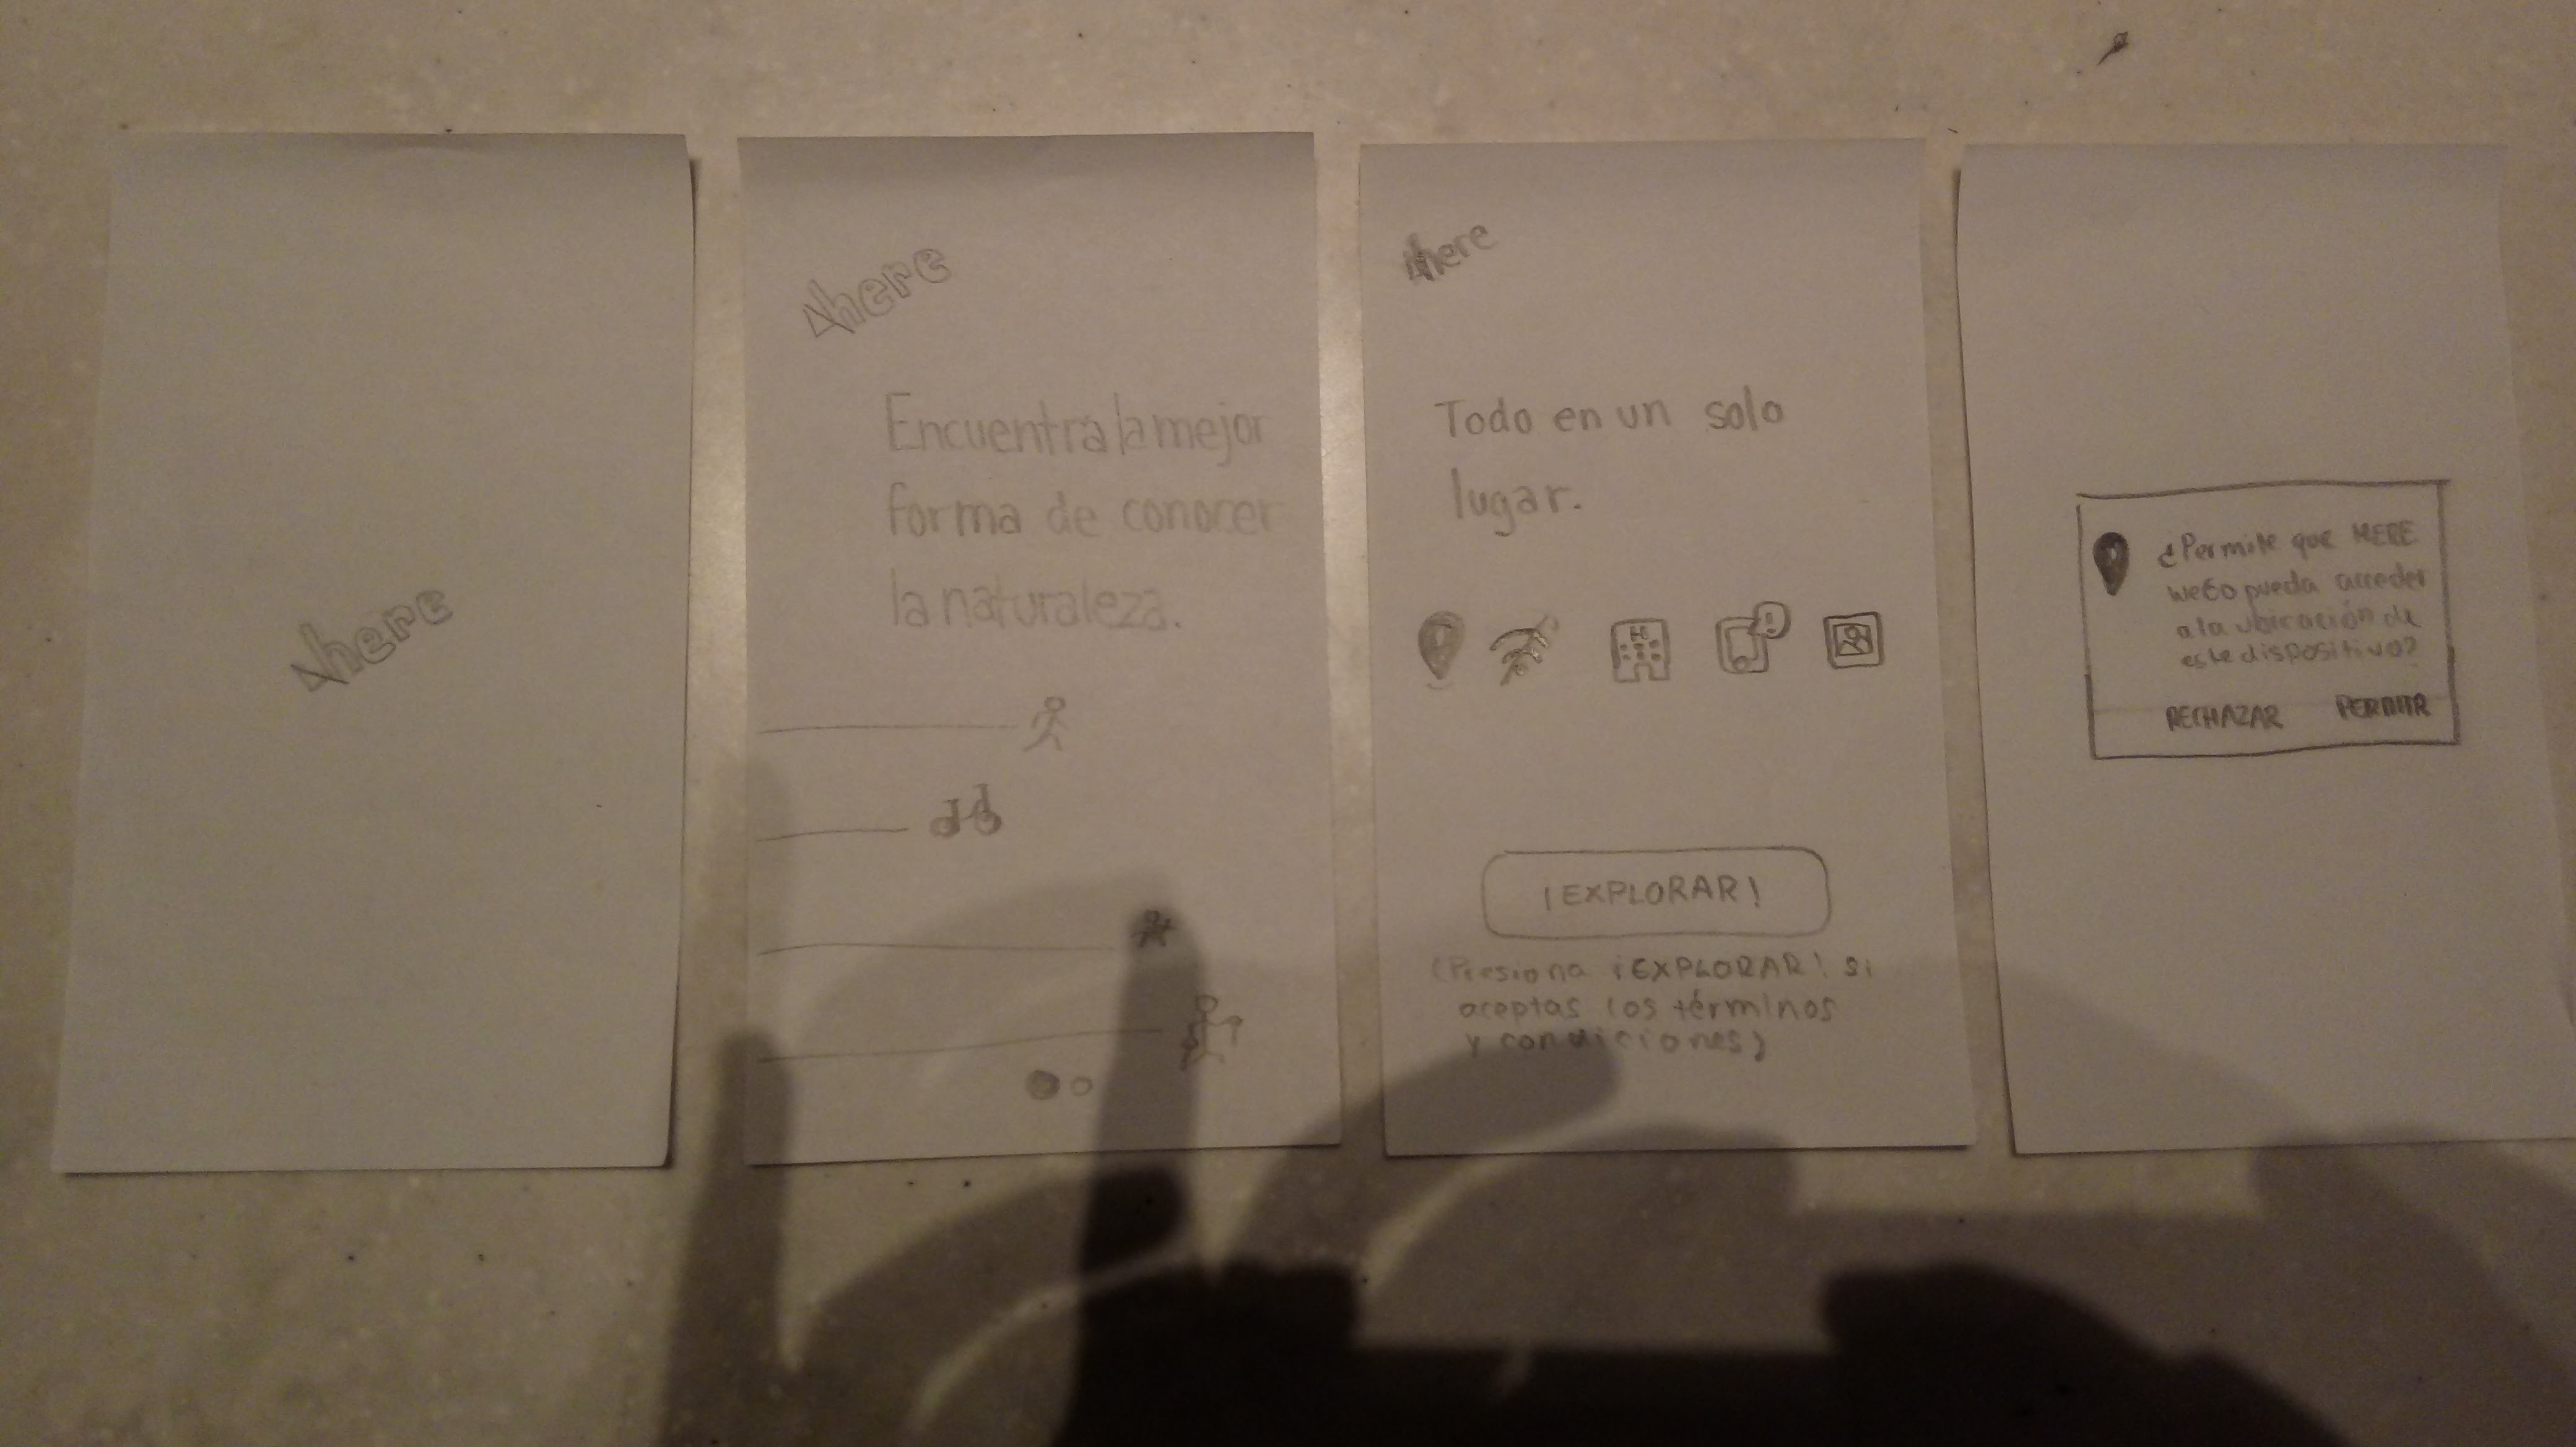 here
here
Encuentra la mejor
forma de conocer
la naturaleza.
here
Todo en un solo
lugar.
H
¡EXPLORAR!
(Presiona ¡EXPLORAR! si
aceptas los términos
y condiciones)
¿Permite que HERE
WeGo pueda acceder
a la ubicación de
este dispositivo?
RECHAZAR PERMITIR